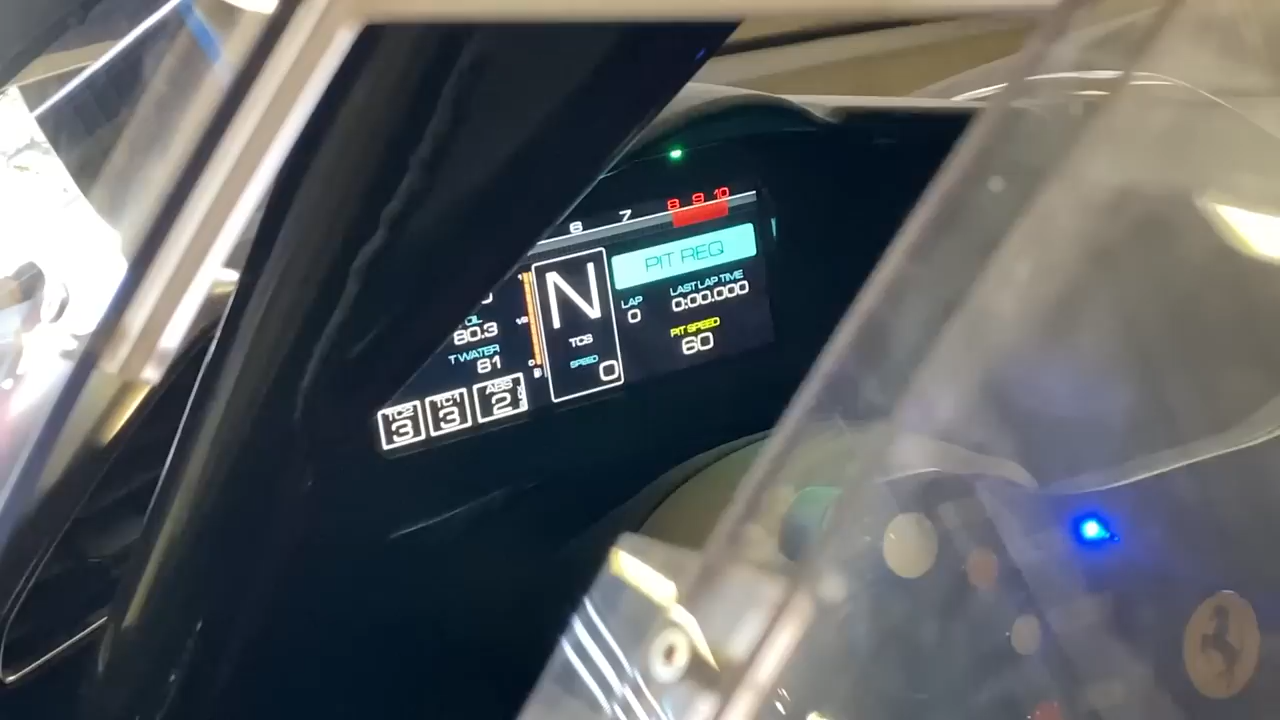 6 7 8 9 10
PIT REQ
LAST LAP TIME
0:00.000
LAP
0
PIT SPEED
60
N
TCS
SPEED
0
80.3
T WATER
81
TC2
3
TC1
3
ABS
2